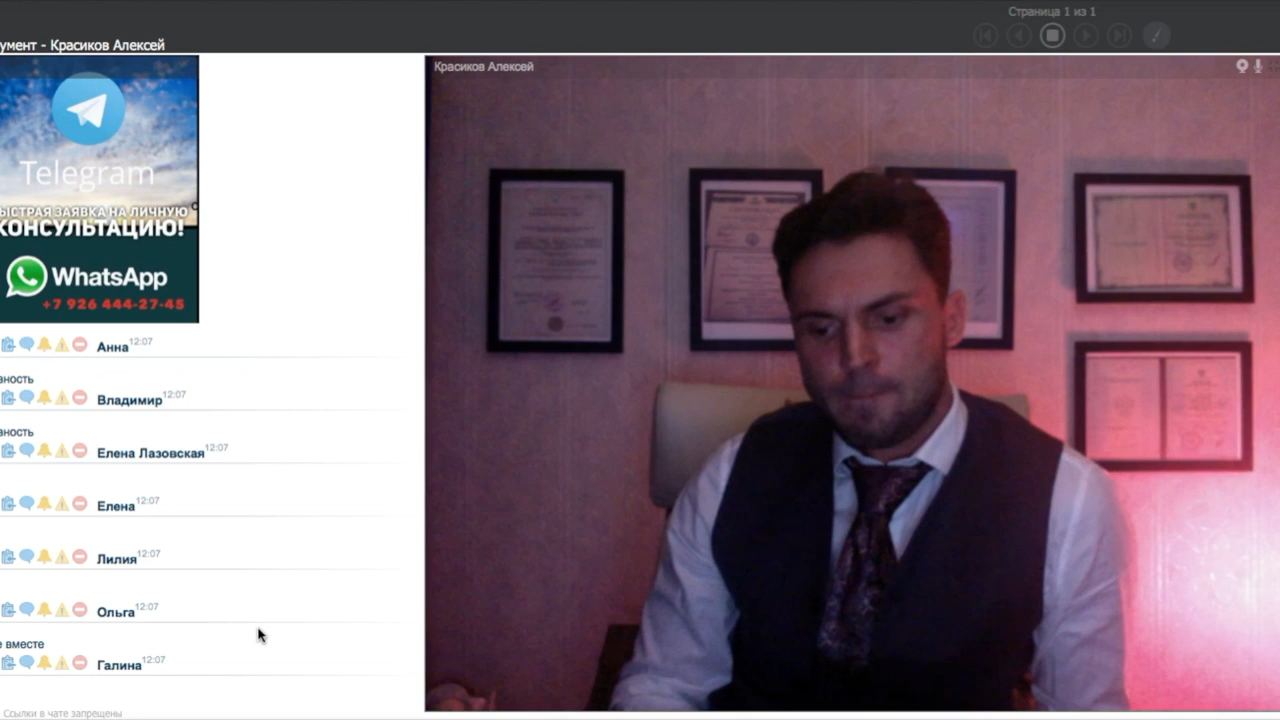 Страница 1 из 1
умент - Красиков Алексей
Красиков Алексей
Telegram
ЫСТРАЯ ЗАЯВКА НА ЛИЧНУЮ
КОНСУЛЬТАЦИЮ!
WhatsApp
+7 926 444-27-45
Анна 12:07
вность
Владимир 12:07
вность
Елена Лазовская 12:07
Елена 12:07
Лилия 12:07
Ольга 12:07
е вместе
Галина 12:07
Ссылки в чате запрещены